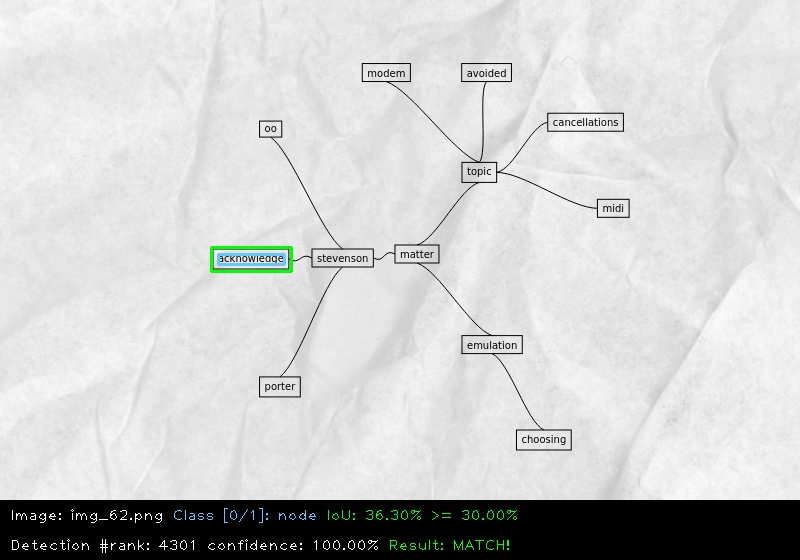 modem
avoided
cancellations
oo
topic
midi
acknowledge
stevenson
matter
emulation
porter
choosing
Image: img_62.png Class [0/1]: node IoU: 36.30% >= 30.00%
Detection #rank: 4301 confidence: 100.00% Result: MATCH!